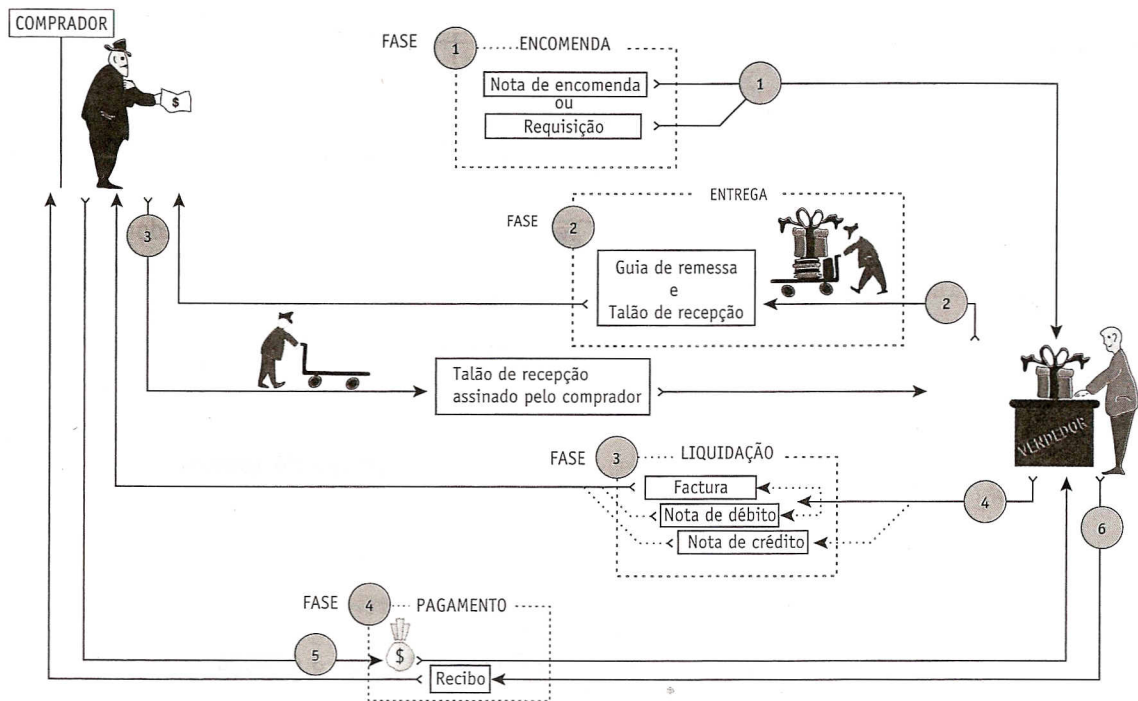 COMPRADOR
FASE 1 ENCOMENDA
Nota de encomenda
ou
Requisição
1
ENTREGA
FASE 2
Guia de remessa
e
Talão de recepção
2
3
Talão de recepção
assinado pelo comprador
VENDEDOR
FASE 3 LIQUIDAÇÃO
Factura
Nota de débito
Nota de crédito
4
6
FASE 4 PAGAMENTO
5
$
Recibo
$